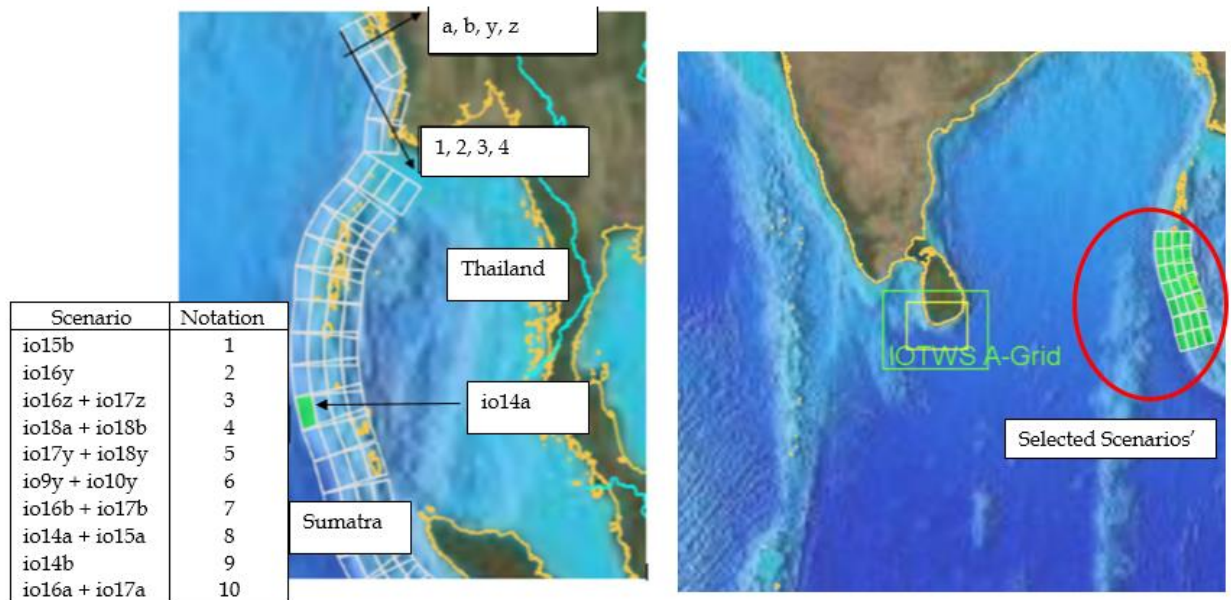 a, b, y, z
1, 2, 3, 4
Thailand
io14a
Sumatra
Scenario Notation
io15b 1
io16y 2
io16z + io17z 3
io18a + io18b 4
io17y + io18y 5
io9y + io10y 6
io16b + io17b 7
io14a + io15a 8
io14b 9
io16a + io17a 10
IOTWS A-Grid
Selected Scenarios’